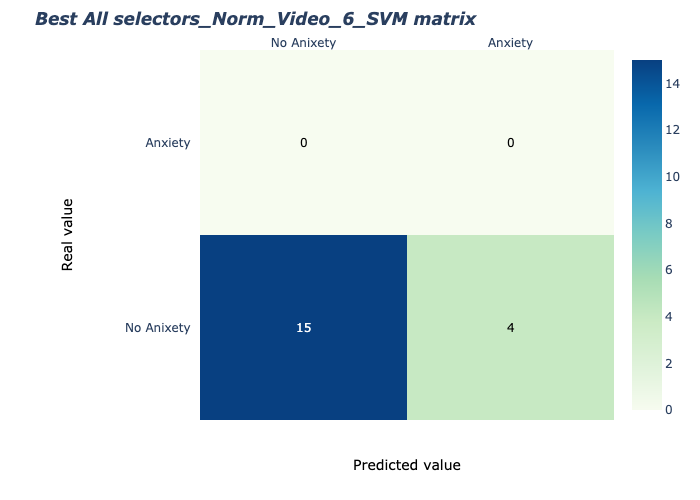 Best All selectors_Norm_Video_6_SVM matrix
No Anixety Anxiety
14
12
10
8
6
4
2
0
Anxiety 0 0
Real value
No Anixety 15 4
Predicted value